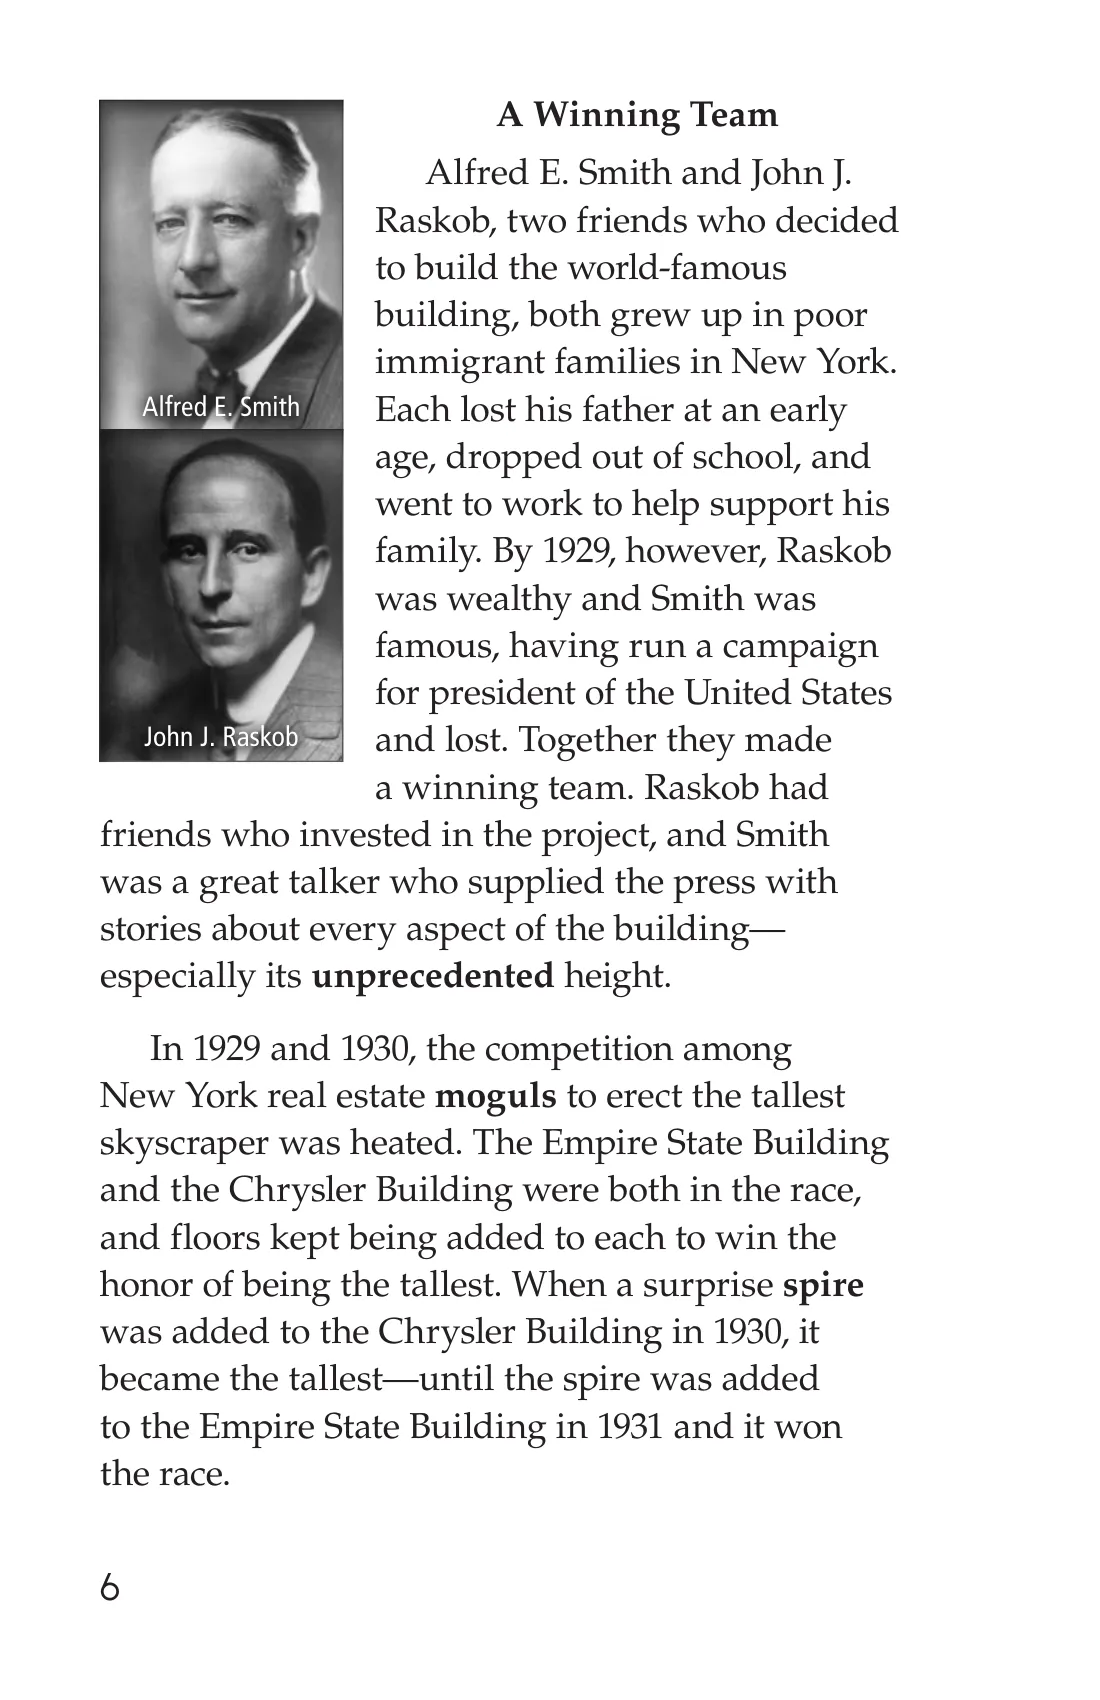 A Winning Team
Alfred E. Smith and John J.
Raskob, two friends who decided
to build the world-famous
building, both grew up in poor
immigrant families in New York.
Each lost his father at an early
age, dropped out of school, and
went to work to help support his
family. By 1929, however, Raskob
was wealthy and Smith was
famous, having run a campaign
for president of the United States
and lost. Together they made
a winning team. Raskob had
friends who invested in the project, and Smith
was a great talker who supplied the press with
stories about every aspect of the building—
especially its unprecedented height.
Alfred E. Smith
John J. Raskob
In 1929 and 1930, the competition among
New York real estate moguls to erect the tallest
skyscraper was heated. The Empire State Building
and the Chrysler Building were both in the race,
and floors kept being added to each to win the
honor of being the tallest. When a surprise spire
was added to the Chrysler Building in 1930, it
became the tallest—until the spire was added
to the Empire State Building in 1931 and it won
the race.
6